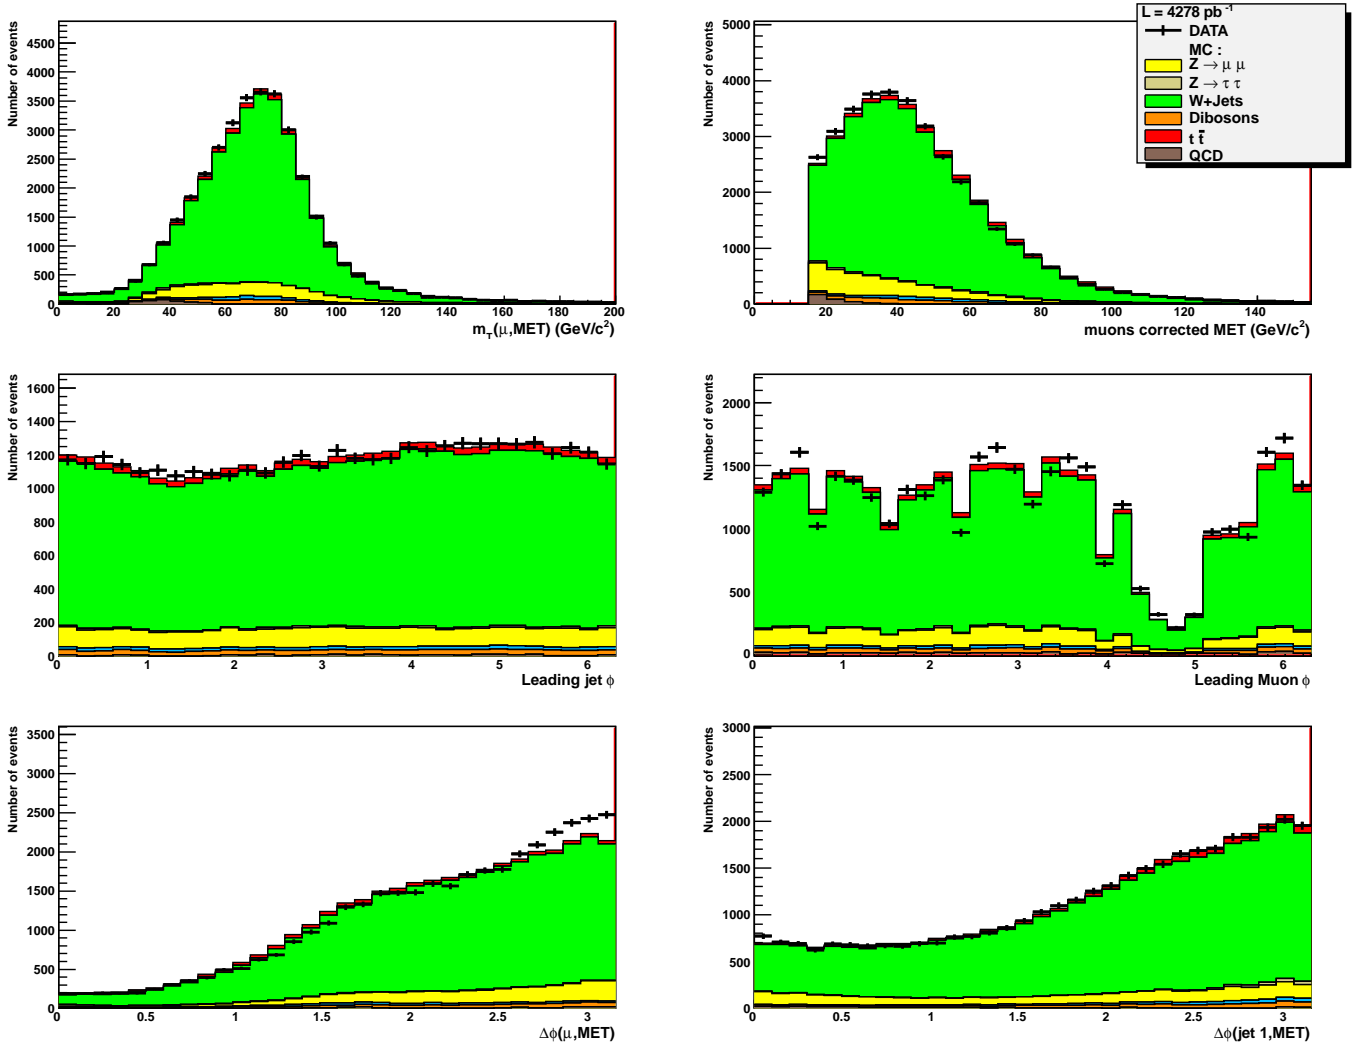 Number of events
4500
4000
3500
3000
2500
2000
1500
1000
500
0
0 20 40 60 80 100 120 140 160 180 200
m_T(μ,MET) (GeV/c²)
Number of events
5000
4000
3000
2000
1000
0
0 20 40 60 80 100 120 140
muons corrected MET (GeV/c²)
L = 4278 pb⁻¹
DATA
MC :
Z → μ μ
Z → τ τ
W+Jets
Dibosons
t t̄
QCD
Number of events
1600
1400
1200
1000
800
600
400
200
0
0 1 2 3 4 5 6
Leading jet ϕ
Number of events
2000
1500
1000
500
0
0 1 2 3 4 5 6
Leading Muon ϕ
Number of events
3500
3000
2500
2000
1500
1000
500
0
0 0.5 1 1.5 2 2.5 3
Δϕ(μ,MET)
Number of events
3000
2500
2000
1500
1000
500
0
0 0.5 1 1.5 2 2.5 3
Δϕ(jet 1,MET)